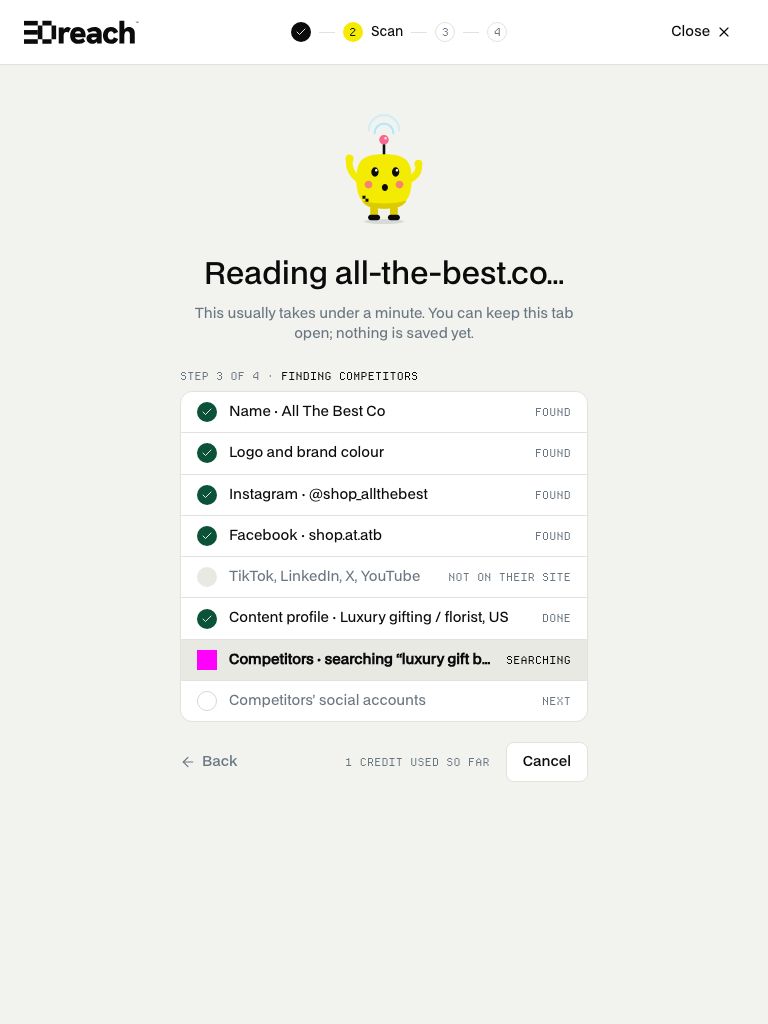 reach
2 Scan 3 4
Close
Reading all-the-best.co...
This usually takes under a minute. You can keep this tab
open; nothing is saved yet.
STEP 3 OF 4 · FINDING COMPETITORS
Name · All The Best Co FOUND
Logo and brand colour FOUND
Instagram · @shop_allthebest FOUND
Facebook · shop.at.atb FOUND
TikTok, LinkedIn, X, YouTube NOT ON THEIR SITE
Content profile · Luxury gifting / florist, US DONE
Competitors · searching “luxury gift b... SEARCHING
Competitors' social accounts NEXT
Back
1 CREDIT USED SO FAR
Cancel